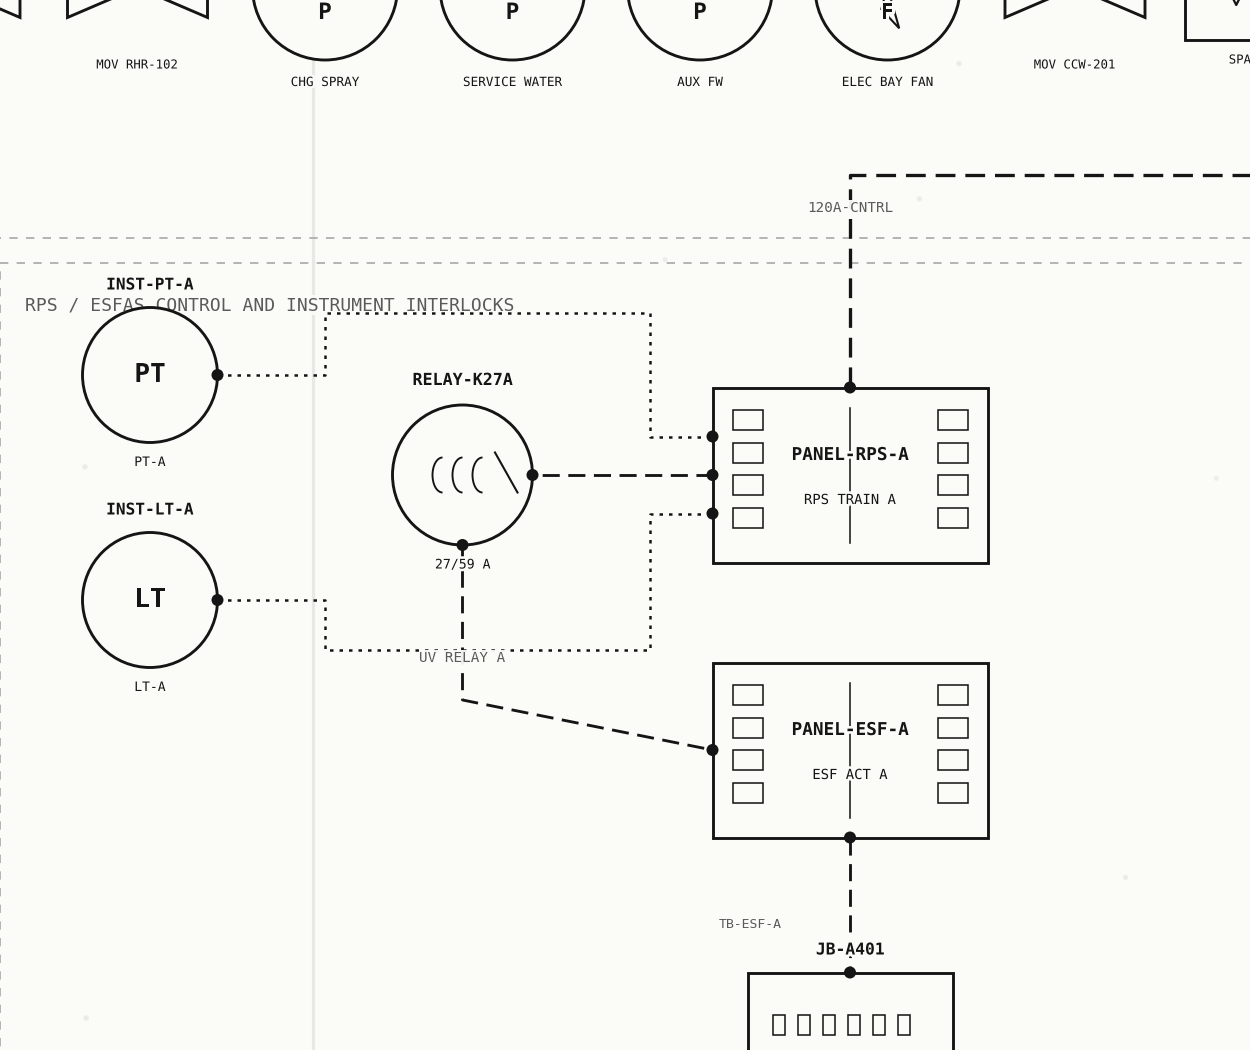 P
P
P
F
MOV RHR-102
CHG SPRAY
SERVICE WATER
AUX FW
ELEC BAY FAN
MOV CCW-201
SPA
120A-CNTRL
INST-PT-A
RPS / ESFAS CONTROL AND INSTRUMENT INTERLOCKS
PT
PT-A
RELAY-K27A
27/59 A
PANEL-RPS-A
RPS TRAIN A
INST-LT-A
LT
LT-A
UV RELAY A
PANEL-ESF-A
ESF ACT A
TB-ESF-A
JB-A401